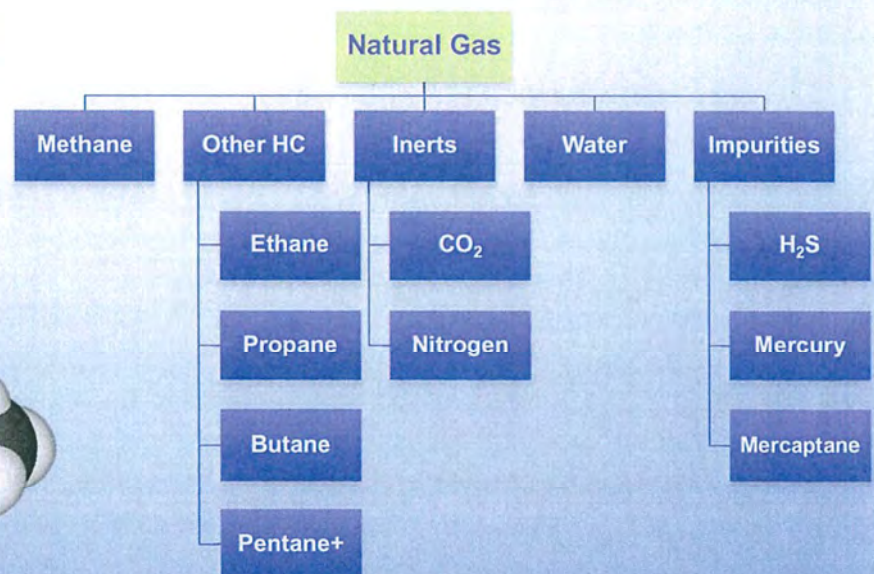 Natural Gas
Methane
Other HC
Inerts
Water
Impurities
Ethane
CO₂
H₂S
Propane
Nitrogen
Mercury
Butane
Mercaptane
Pentane+